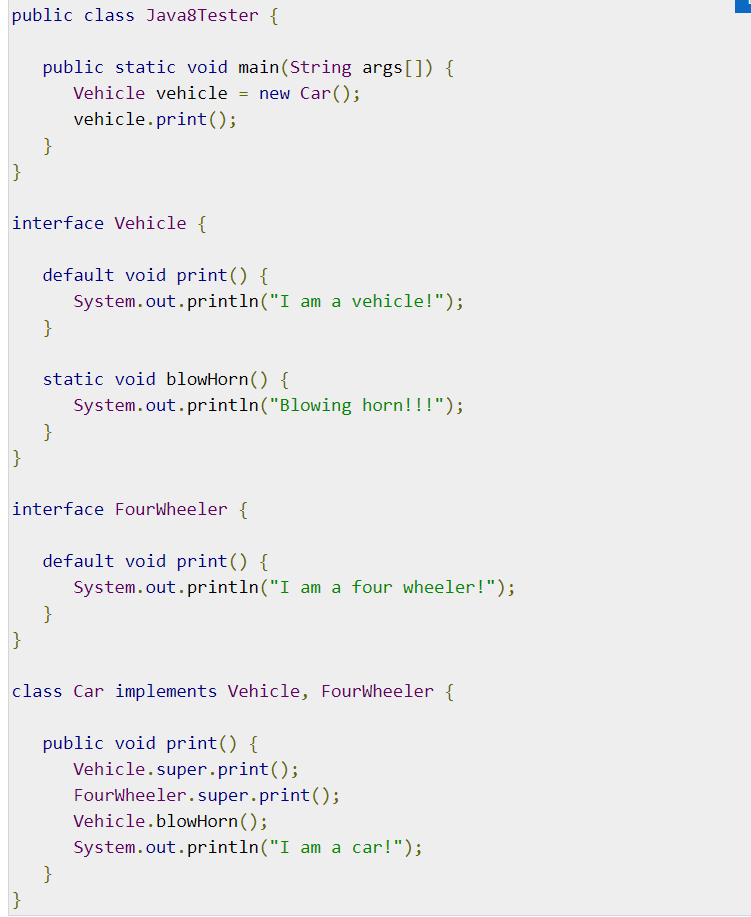 public class Java8Tester {
public static void main(String args[]) {
Vehicle vehicle = new Car();
vehicle.print();
}
}
interface Vehicle {
default void print() {
System.out.println("I am a vehicle!");
}
static void blowHorn() {
System.out.println("Blowing horn!!!");
}
}
interface FourWheeler {
default void print() {
System.out.println("I am a four wheeler!");
}
}
class Car implements Vehicle, FourWheeler {
public void print() {
Vehicle.super.print();
FourWheeler.super.print();
Vehicle.blowHorn();
System.out.println("I am a car!");
}
}